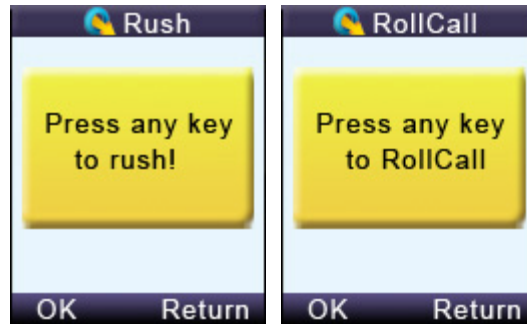 Rush
Press any key
to rush!
OK Return
RollCall
Press any key
to RollCall
OK Return